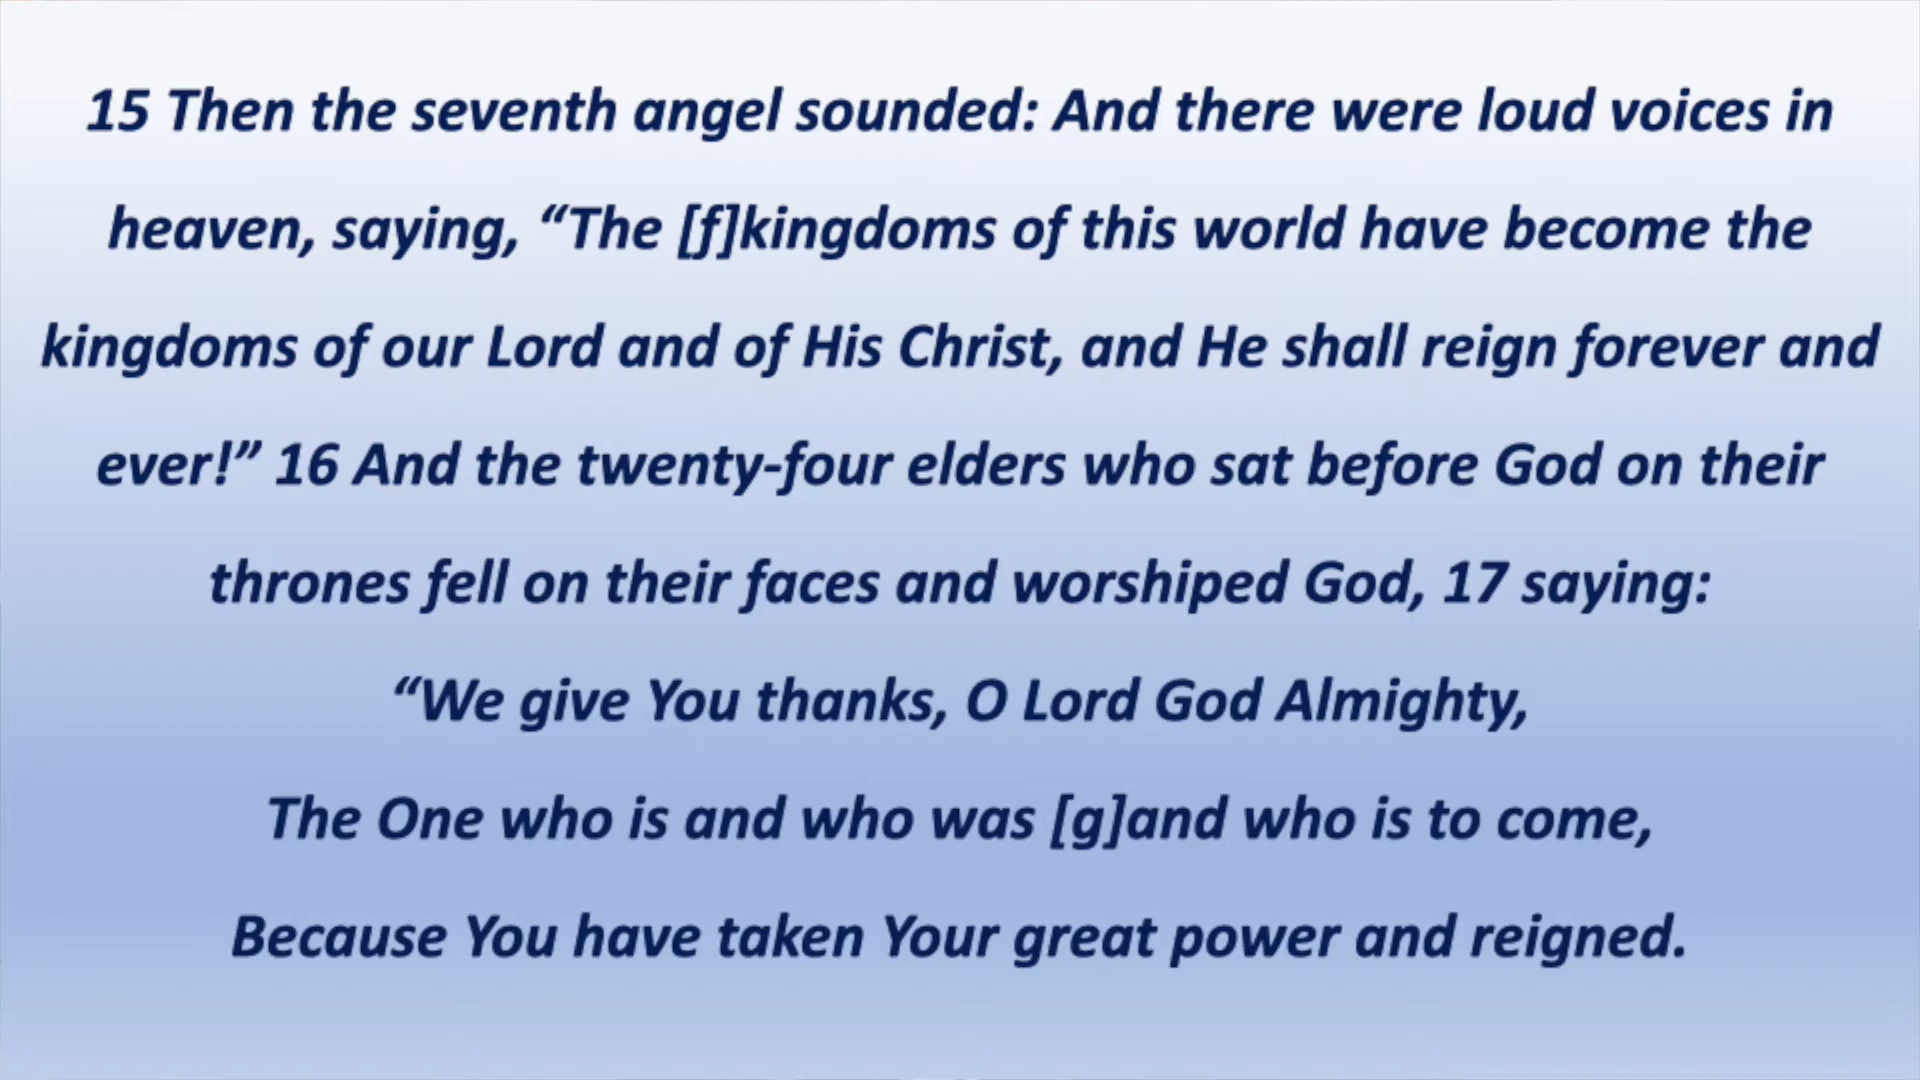 15 Then the seventh angel sounded: And there were loud voices in
heaven, saying, “The [f]kingdoms of this world have become the
kingdoms of our Lord and of His Christ, and He shall reign forever and
ever!” 16 And the twenty-four elders who sat before God on their
thrones fell on their faces and worshiped God, 17 saying:
“We give You thanks, O Lord God Almighty,
The One who is and who was [g]and who is to come,
Because You have taken Your great power and reigned.